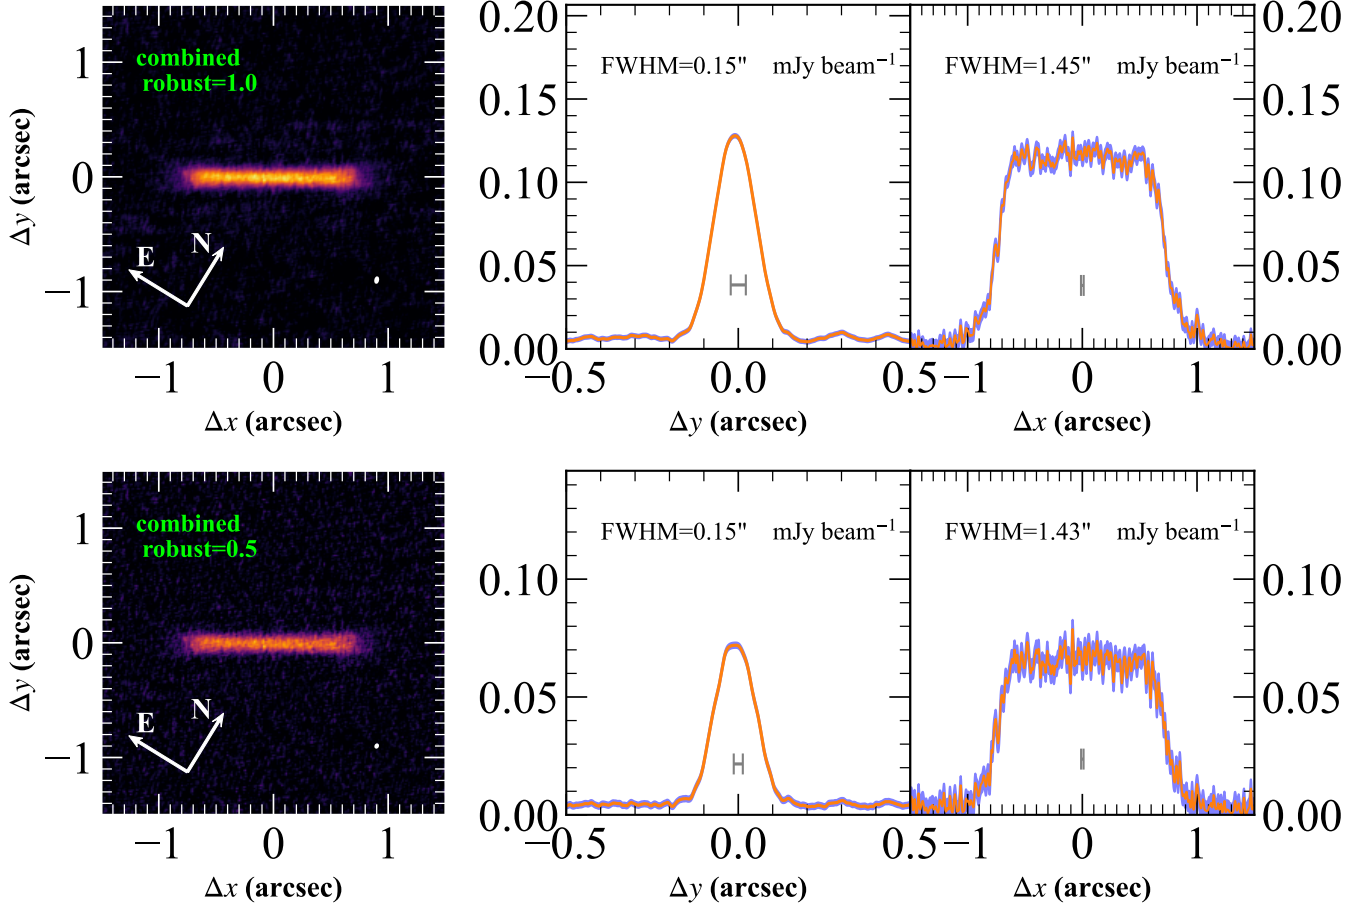 combined
robust=1.0
N
E
1
0
−1
Δy (arcsec)
−1
0
1
Δx (arcsec)
FWHM=0.15" mJy beam−1
0.20
0.15
0.10
0.05
0.00
−0.5
0.0
0.5
Δy (arcsec)
FWHM=1.45" mJy beam−1
0.20
0.15
0.10
0.05
0.00
−1
0
1
Δx (arcsec)
combined
robust=0.5
N
E
1
0
−1
Δy (arcsec)
−1
0
1
Δx (arcsec)
FWHM=0.15" mJy beam−1
0.10
0.05
0.00
−0.5
0.0
0.5
Δy (arcsec)
FWHM=1.43" mJy beam−1
0.10
0.05
0.00
−1
0
1
Δx (arcsec)